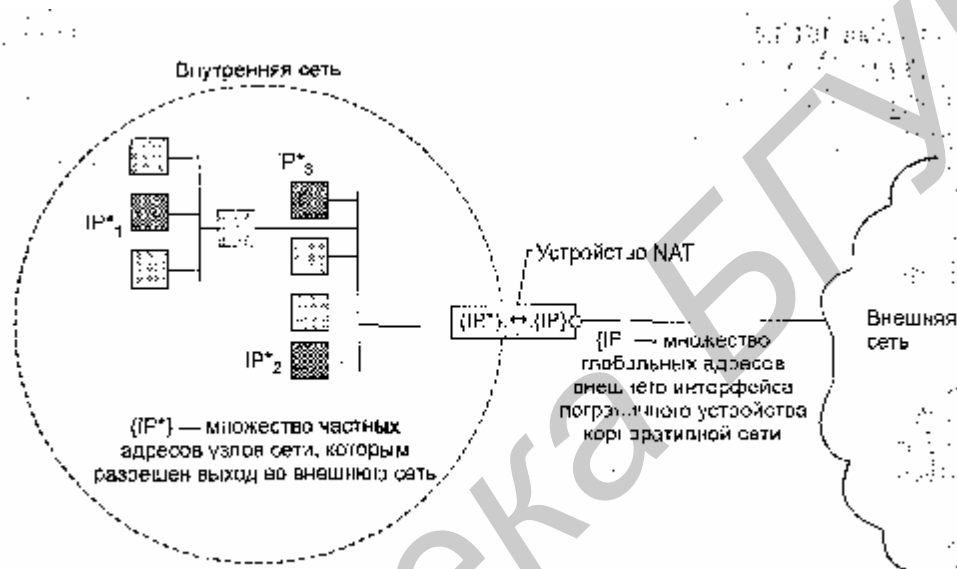 Внутренняя сеть
IP*3
IP*1
Устройство NAT
{IP*} ↔ {IP}
Внешняя
сеть
IP*2
{IP — множество
глобальных адресов
внешнего интерфейса
пограничного устройства
корпоративной сети
{IP*} — множество частных
адресов узлов сети, которым
разрешен выход во внешнюю сеть